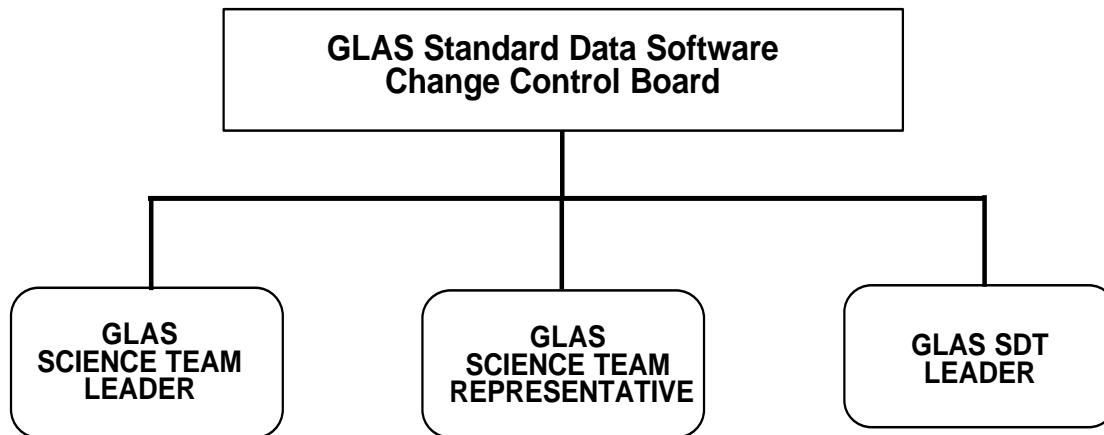 GLAS Standard Data Software
Change Control Board
GLAS
SCIENCE TEAM
LEADER
GLAS
SCIENCE TEAM
REPRESENTATIVE
GLAS SDT
LEADER